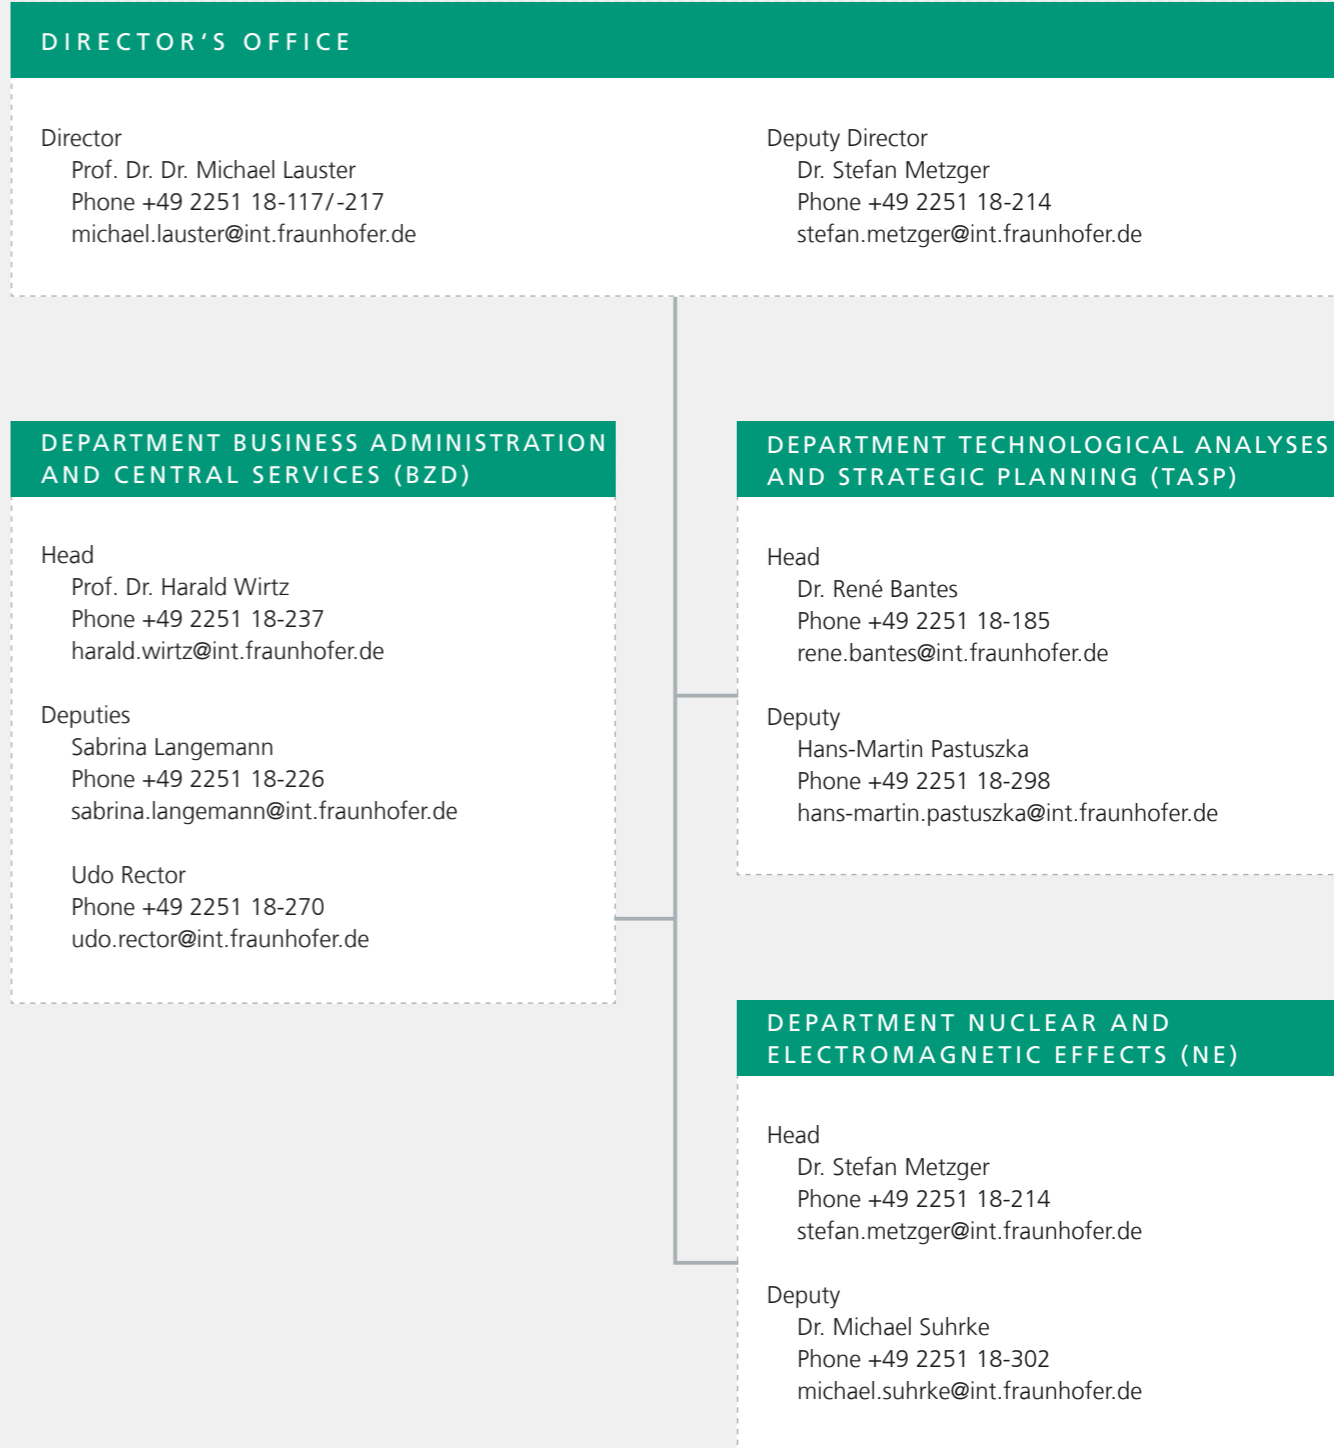 DIRECTOR‘S OFFICE
Director
Prof. Dr. Dr. Michael Lauster
Phone +49 2251 18-117/-217
michael.lauster@int.fraunhofer.de
Deputy Director
Dr. Stefan Metzger
Phone +49 2251 18-214
stefan.metzger@int.fraunhofer.de
DEPARTMENT BUSINESS ADMINISTRATION
AND CENTRAL SERVICES (BZD)
Head
Prof. Dr. Harald Wirtz
Phone +49 2251 18-237
harald.wirtz@int.fraunhofer.de
Deputies
Sabrina Langemann
Phone +49 2251 18-226
sabrina.langemann@int.fraunhofer.de
Udo Rector
Phone +49 2251 18-270
udo.rector@int.fraunhofer.de
DEPARTMENT TECHNOLOGICAL ANALYSES
AND STRATEGIC PLANNING (TASP)
Head
Dr. René Bantes
Phone +49 2251 18-185
rene.bantes@int.fraunhofer.de
Deputy
Hans-Martin Pastuszka
Phone +49 2251 18-298
hans-martin.pastuszka@int.fraunhofer.de
DEPARTMENT NUCLEAR AND
ELECTROMAGNETIC EFFECTS (NE)
Head
Dr. Stefan Metzger
Phone +49 2251 18-214
stefan.metzger@int.fraunhofer.de
Deputy
Dr. Michael Suhrke
Phone +49 2251 18-302
michael.suhrke@int.fraunhofer.de